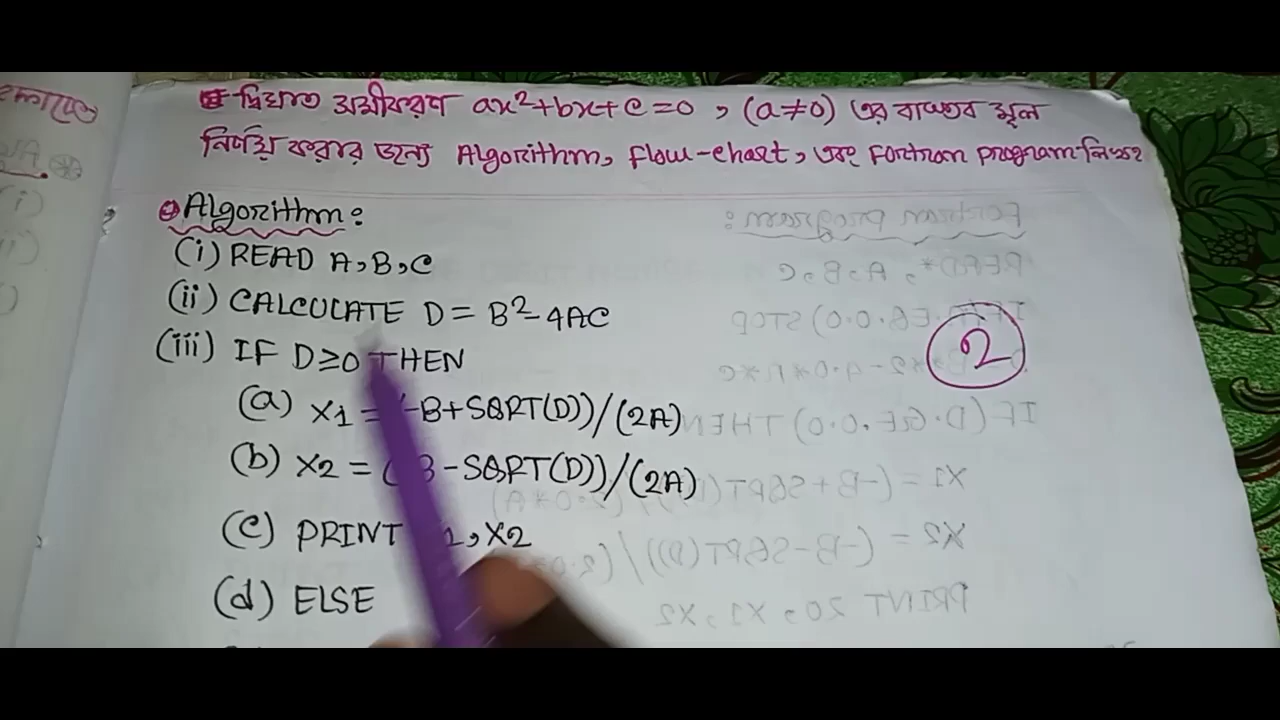 দ্বিঘাত সমীকরণ ax²+bx+c=0, (a≠0) এর বাস্তব মূল
নির্ণয় করার জন্য Algorithm, flow-chart, এবং Fortran program লিখ।
Algorithm:
(i) READ A,B,C
(ii) CALCULATE D = B²-4AC
(iii) IF D≥0 THEN
(a) X1 = (-B+SQRT(D))/(2A)
(b) X2 = (-B-SQRT(D))/(2A)
(c) PRINT X1,X2
(d) ELSE
2